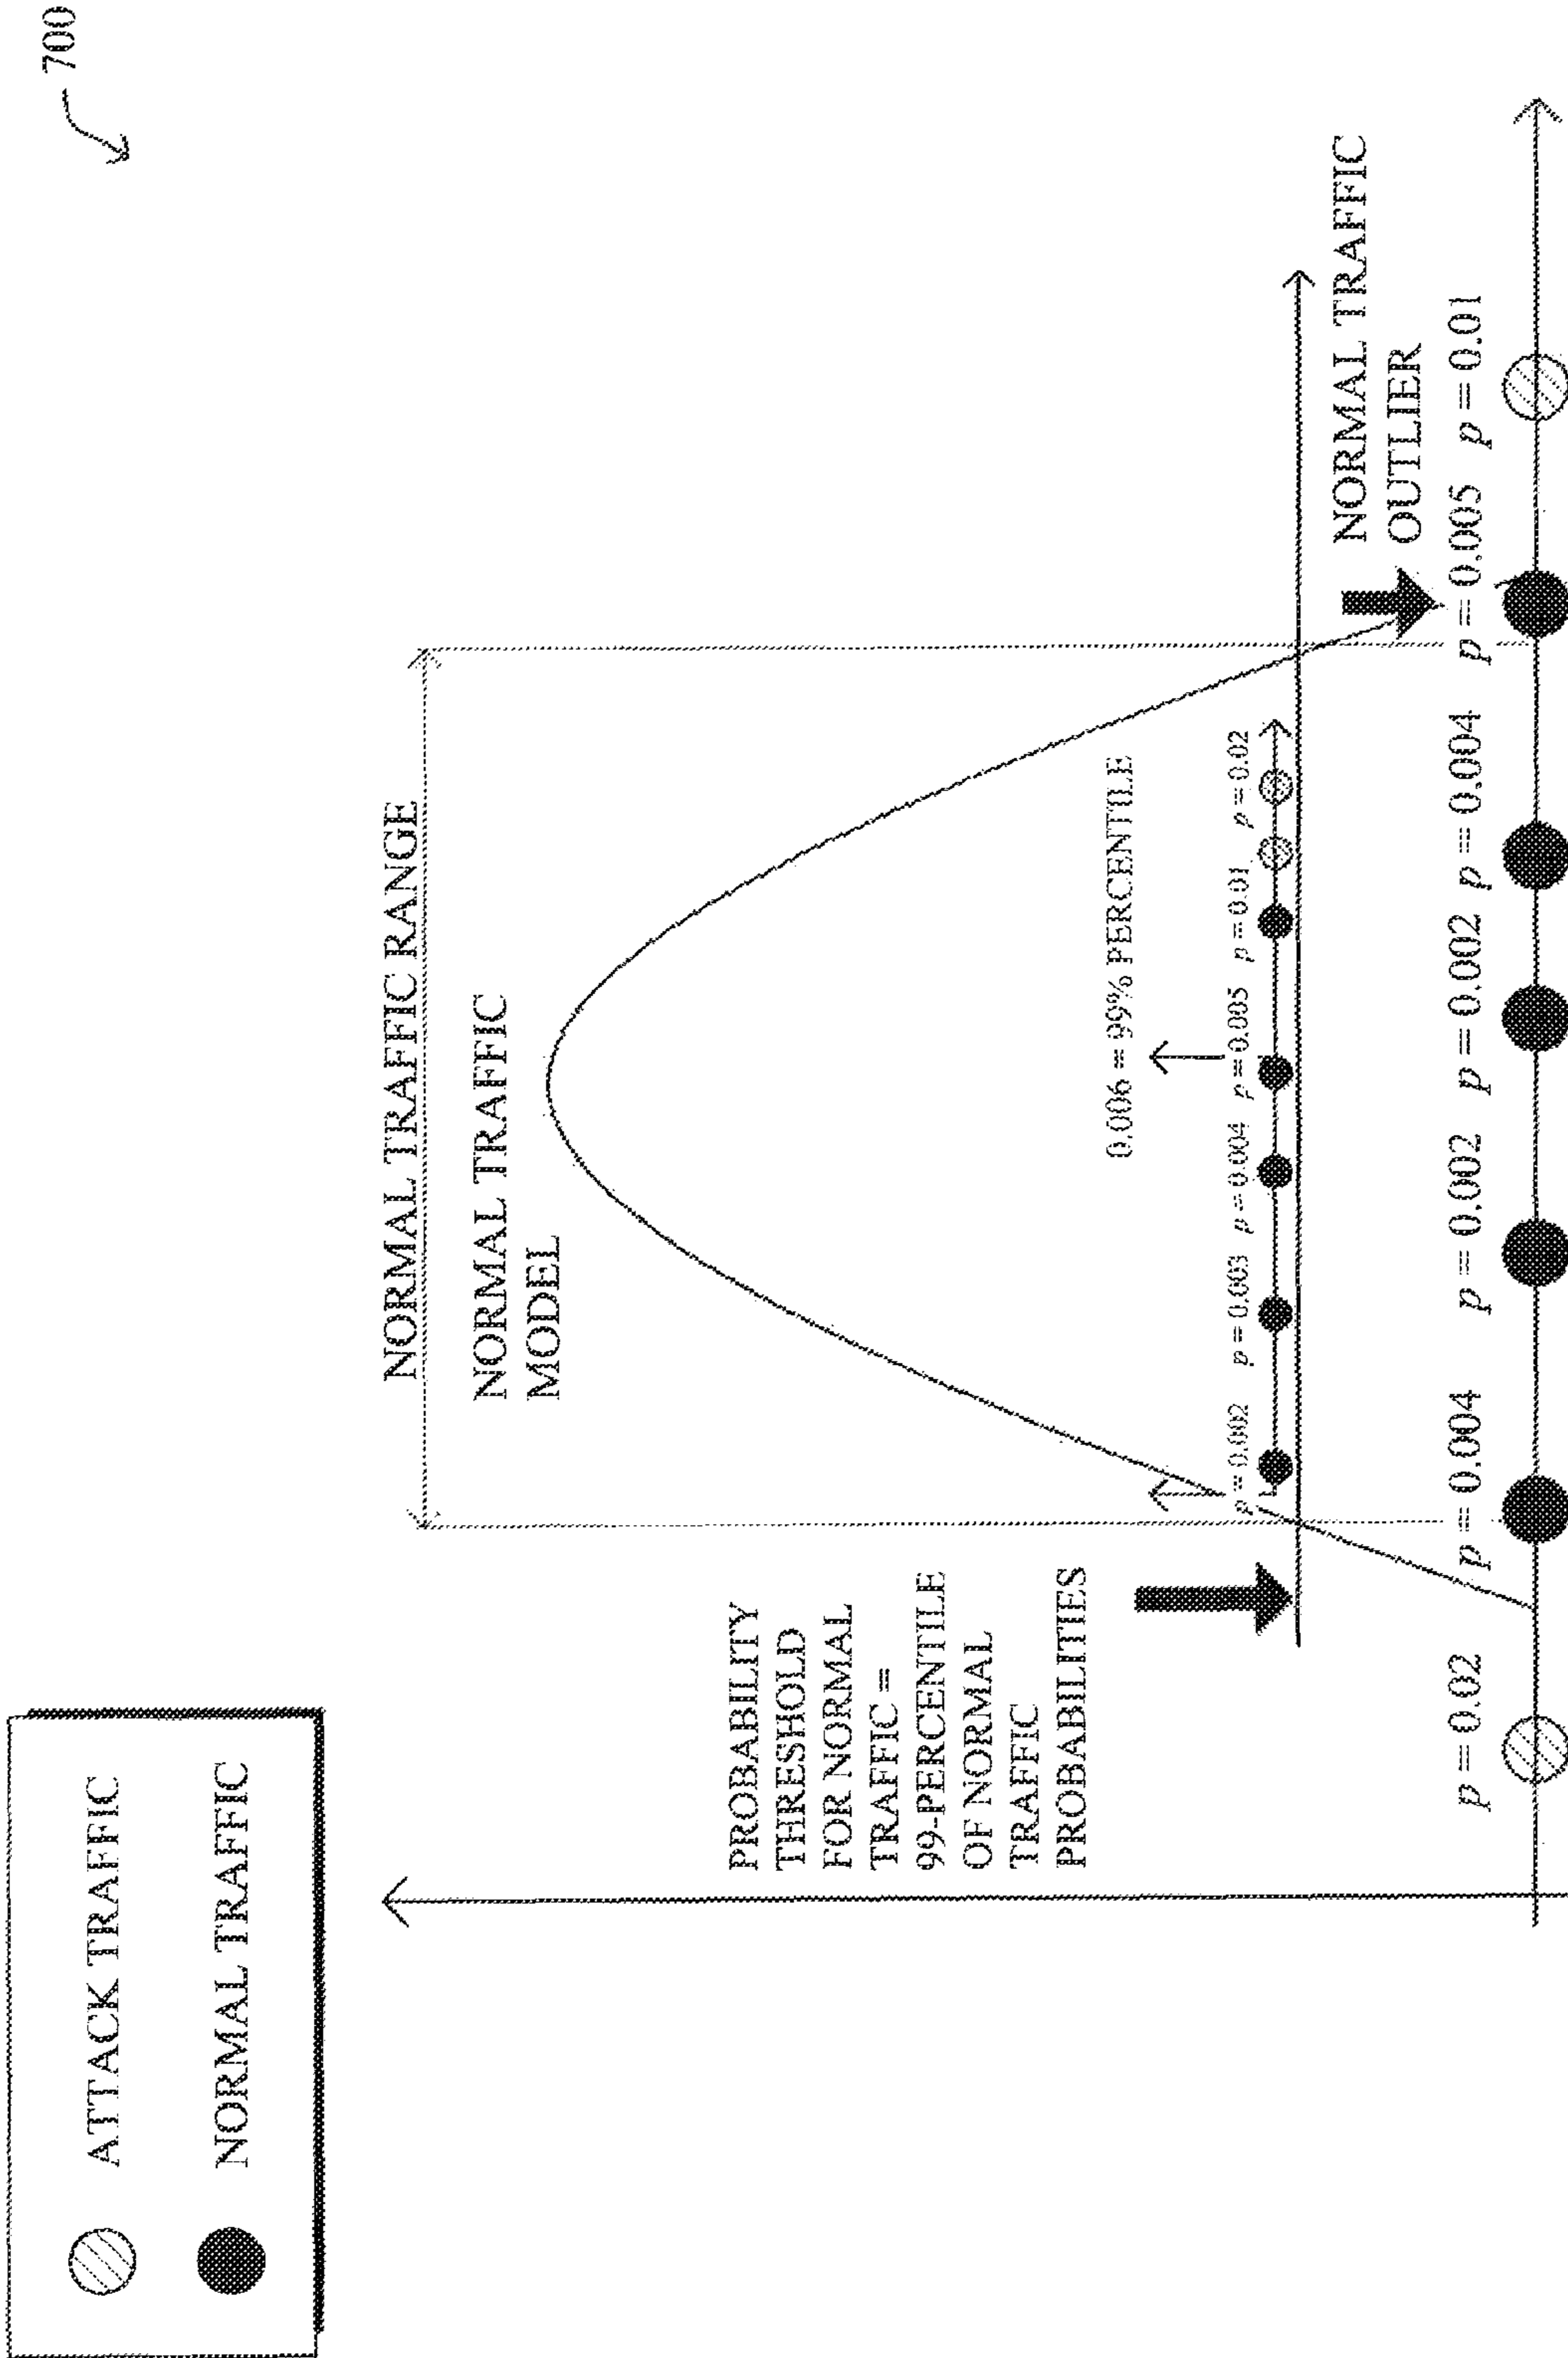 700
ATTACK TRAFFIC
NORMAL TRAFFIC
NORMAL TRAFFIC RANGE
NORMAL TRAFFIC
MODEL
PROBABILITY
THRESHOLD
FOR NORMAL
TRAFFIC =
99-PERCENTILE
OF NORMAL
TRAFFIC
PROBABILITIES
0.006 = 99% PERCENTILE
p = 0.002 p = 0.003 p = 0.004 p = 0.005 p = 0.01 p = 0.02
NORMAL TRAFFIC
OUTLIER
p = 0.02 p = 0.004 p = 0.002 p = 0.002 p = 0.004 p = 0.005 p = 0.01